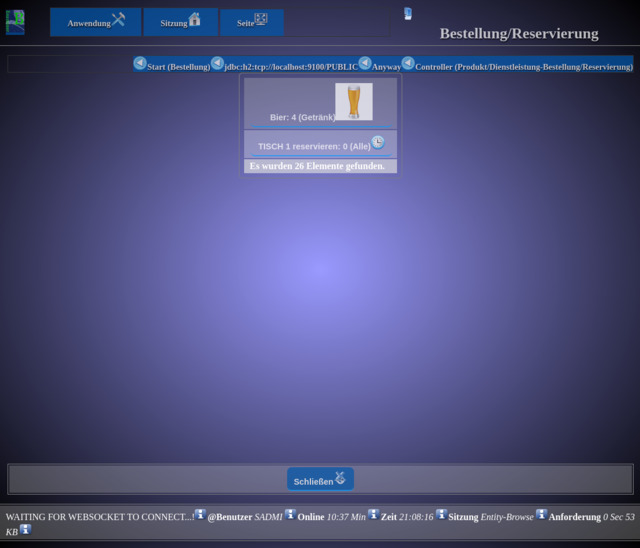 Anwendung Sitzung Seite
Bestellung/Reservierung
Start (Bestellung) jdbc:h2:tcp://localhost:9100/PUBLIC Anyway Controller (Produkt/Dienstleistung-Bestellung/Reservierung)
Bier: 4 (Getränk)
TISCH 1 reservieren: 0 (Alle)
Es wurden 26 Elemente gefunden.
Schließen
WAITING FOR WEBSOCKET TO CONNECT...! @Benutzer SADMI Online 10:37 Min Zeit 21:08:16 Sitzung Entity-Browse Anforderung 0 Sec 53
KB